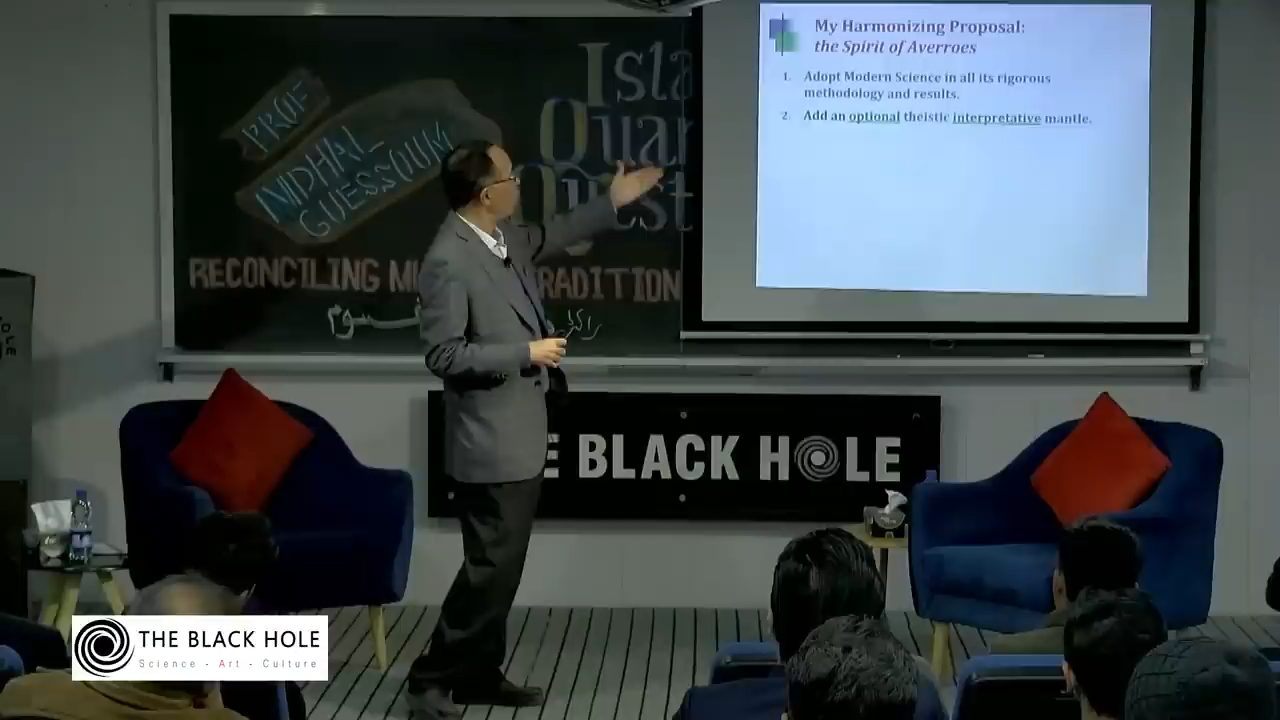 My Harmonizing Proposal:
the Spirit of Averroes
1. Adopt Modern Science in all its rigorous
methodology and results.
2. Add an optional theistic interpretative mantle.
PROF
NIDHAL
GUESSOUM
Isla
Quan
Quest
RECONCILING MU
RADITION
THE BLACK HOLE
E BLACK HOLE
Science - Art - Culture